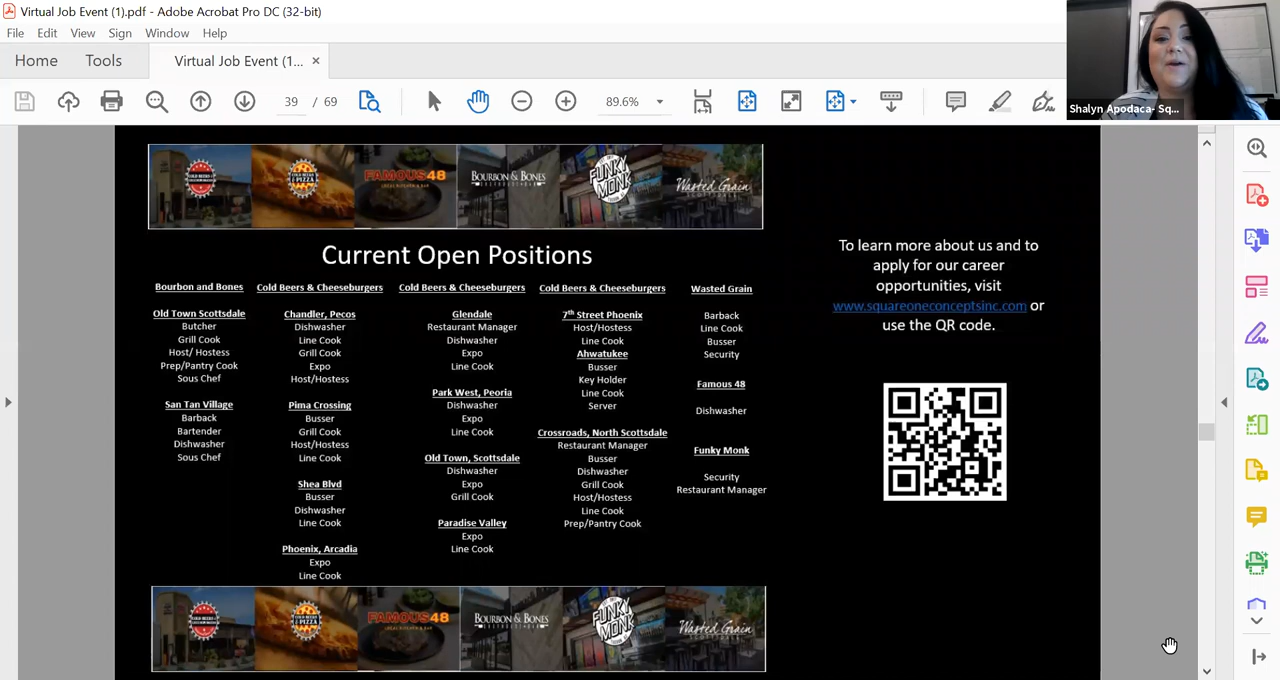 Virtual Job Event (1).pdf - Adobe Acrobat Pro DC (32-bit)
File Edit View Sign Window Help
Home Tools Virtual Job Event (1... ×
39 / 69 89.6%
Shalyn Apodaca- Sq...
FAMOUS48
LOCAL KITCHEN & BAR
BOURBON & BONES
FUNKY MONK
Wasted Grain
SCOTTSDALE
Current Open Positions
Bourbon and Bones
Old Town Scottsdale
Butcher
Grill Cook
Host/ Hostess
Prep/Pantry Cook
Sous Chef
San Tan Village
Barback
Bartender
Dishwasher
Sous Chef
Cold Beers & Cheeseburgers
Chandler, Pecos
Dishwasher
Line Cook
Grill Cook
Expo
Host/Hostess
Pima Crossing
Busser
Grill Cook
Host/Hostess
Line Cook
Shea Blvd
Busser
Dishwasher
Line Cook
Phoenix, Arcadia
Expo
Line Cook
Cold Beers & Cheeseburgers
Glendale
Restaurant Manager
Dishwasher
Expo
Line Cook
Park West, Peoria
Dishwasher
Expo
Line Cook
Old Town, Scottsdale
Dishwasher
Expo
Grill Cook
Paradise Valley
Expo
Line Cook
Cold Beers & Cheeseburgers
7th Street Phoenix
Host/Hostess
Line Cook
Ahwatukee
Busser
Key Holder
Line Cook
Server
Crossroads, North Scottsdale
Restaurant Manager
Busser
Dishwasher
Grill Cook
Host/Hostess
Line Cook
Prep/Pantry Cook
Wasted Grain
Barback
Line Cook
Busser
Security
Famous 48
Dishwasher
Funky Monk
Security
Restaurant Manager
To learn more about us and to
apply for our career
opportunities, visit
www.squareoneconceptsinc.com or
use the QR code.
FAMOUS48
LOCAL KITCHEN & BAR
BOURBON & BONES
FUNKY MONK
Wasted Grain
SCOTTSDALE